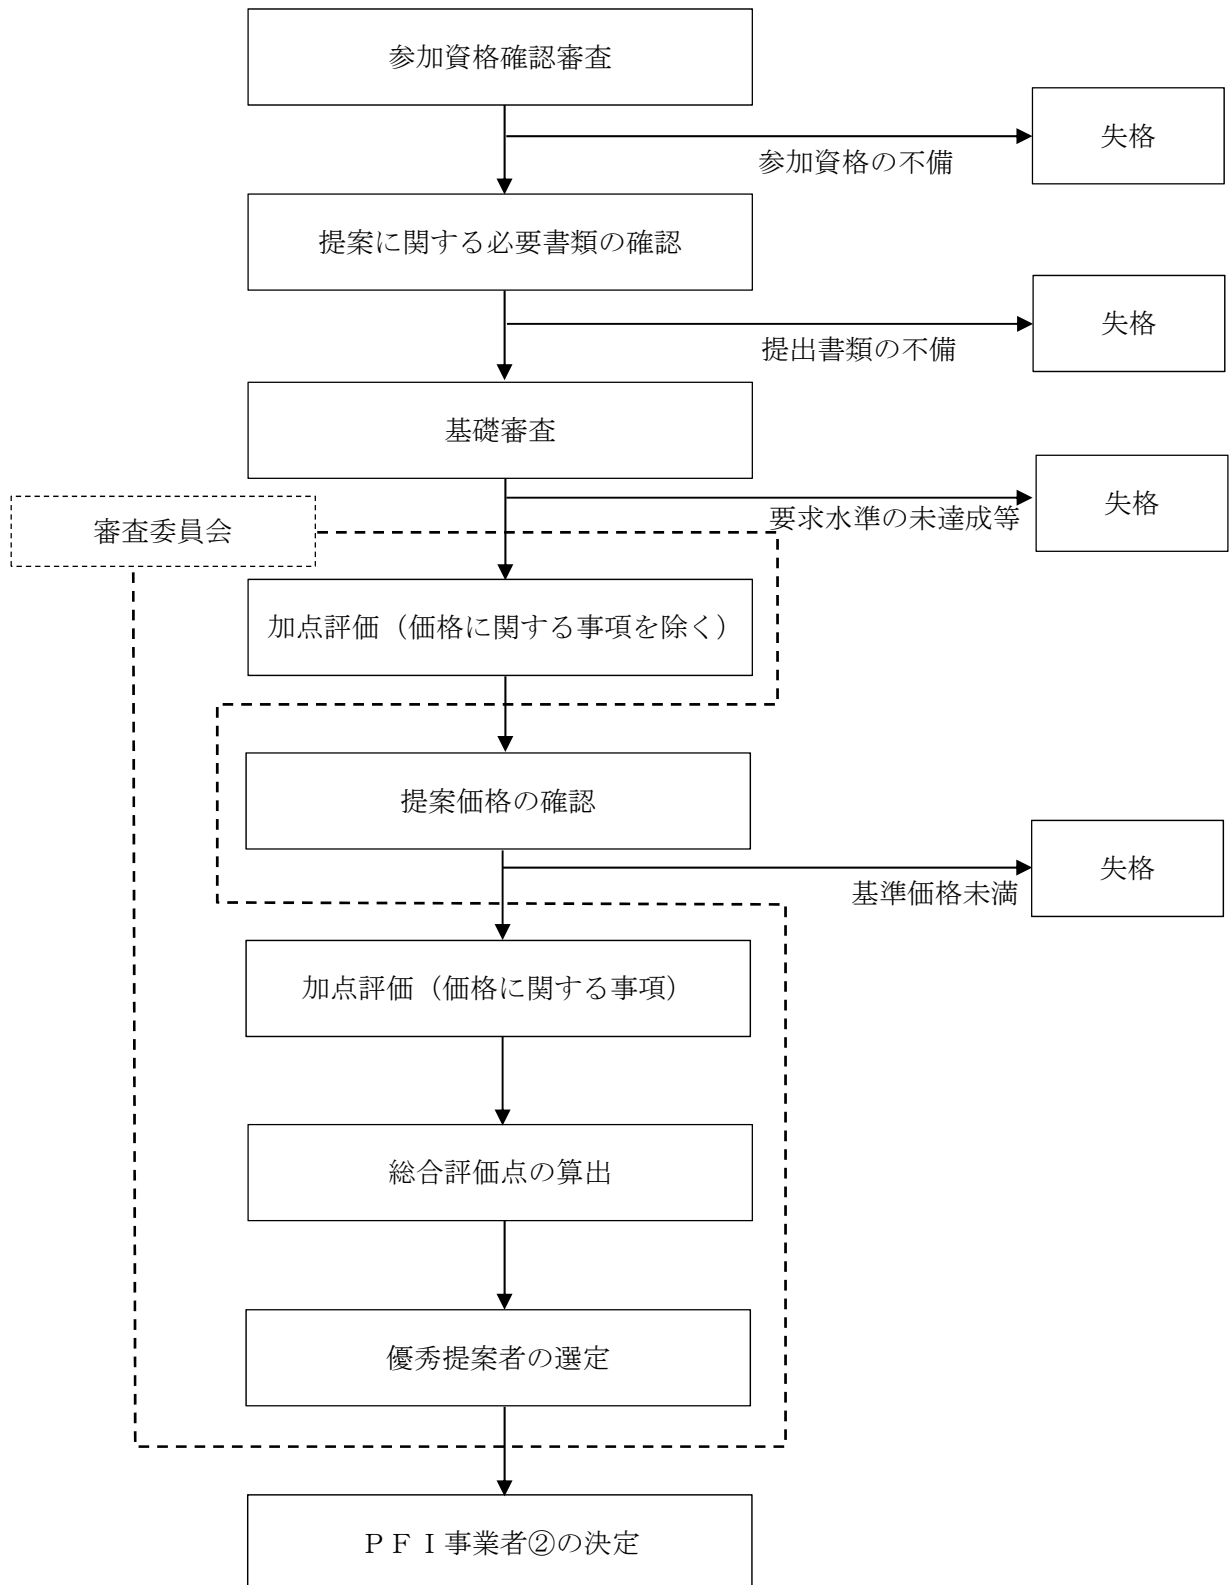 参加資格確認審査
失格
参加資格の不備
提案に関する必要書類の確認
失格
提出書類の不備
基礎審査
失格
要求水準の未達成等
審査委員会
加点評価（価格に関する事項を除く）
提案価格の確認
失格
基準価格未満
加点評価（価格に関する事項）
総合評価点の算出
優秀提案者の選定
ＰＦＩ事業者②の決定